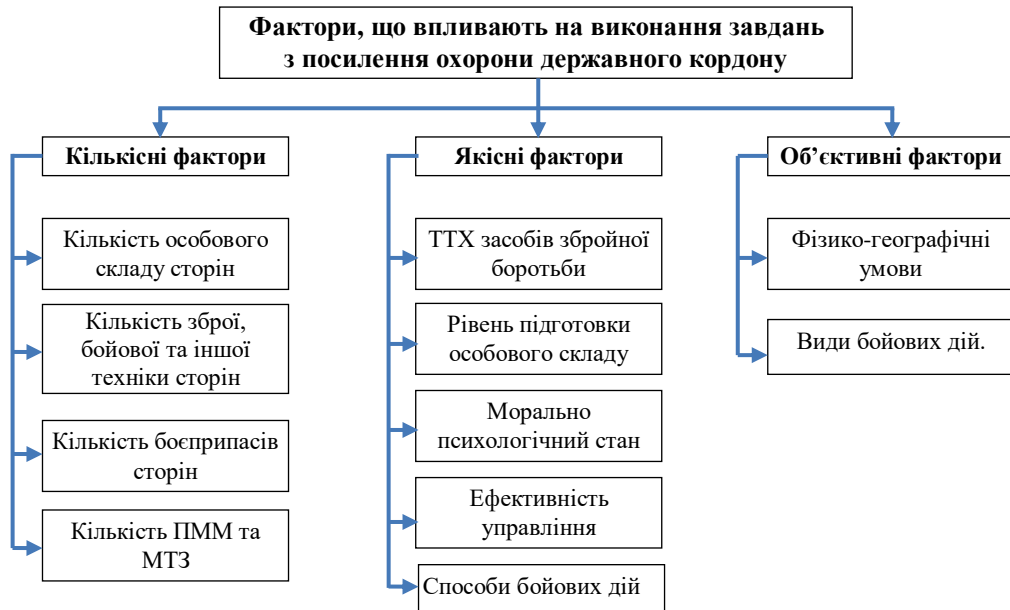 Фактори, що впливають на виконання завдань
з посилення охорони державного кордону
Кількісні фактори
Кількість особового
складу сторін
Кількість зброї,
бойової та іншої
техніки сторін
Кількість боєприпасів
сторін
Кількість ПММ та
МТЗ
Якісні фактори
ТТХ засобів збройної
боротьби
Рівень підготовки
особового складу
Морально
психологічний стан
Ефективність
управління
Способи бойових дій
Об’єктивні фактори
Фізико-географічні
умови
Види бойових дій.